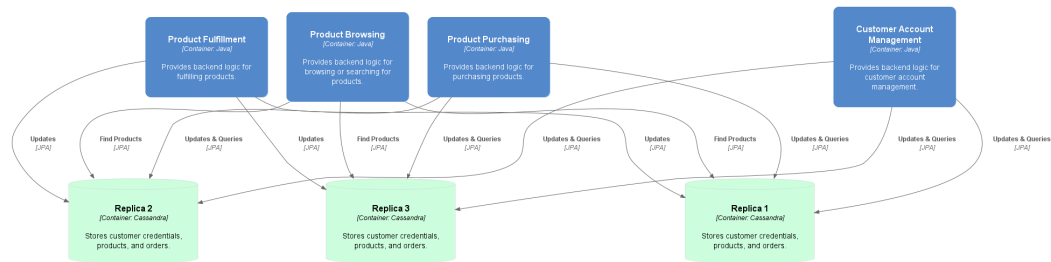 Product Fulfillment
[Container: Java]
Provides backend logic for
fulfilling products.
Product Browsing
[Container: Java]
Provides backend logic for
browsing or searching for
products.
Product Purchasing
[Container: Java]
Provides backend logic for
purchasing products.
Customer Account
Management
[Container: Java]
Provides backend logic for
customer account
management.
Updates
[JPA]
Find Products
[JPA]
Updates & Queries
[JPA]
Updates
[JPA]
Find Products
[JPA]
Updates & Queries
[JPA]
Updates & Queries
[JPA]
Updates
[JPA]
Find Products
[JPA]
Updates & Queries
[JPA]
Updates & Queries
[JPA]
Updates & Queries
[JPA]
Replica 2
[Container: Cassandra]
Stores customer credentials,
products, and orders.
Replica 3
[Container: Cassandra]
Stores customer credentials,
products, and orders.
Replica 1
[Container: Cassandra]
Stores customer credentials,
products, and orders.